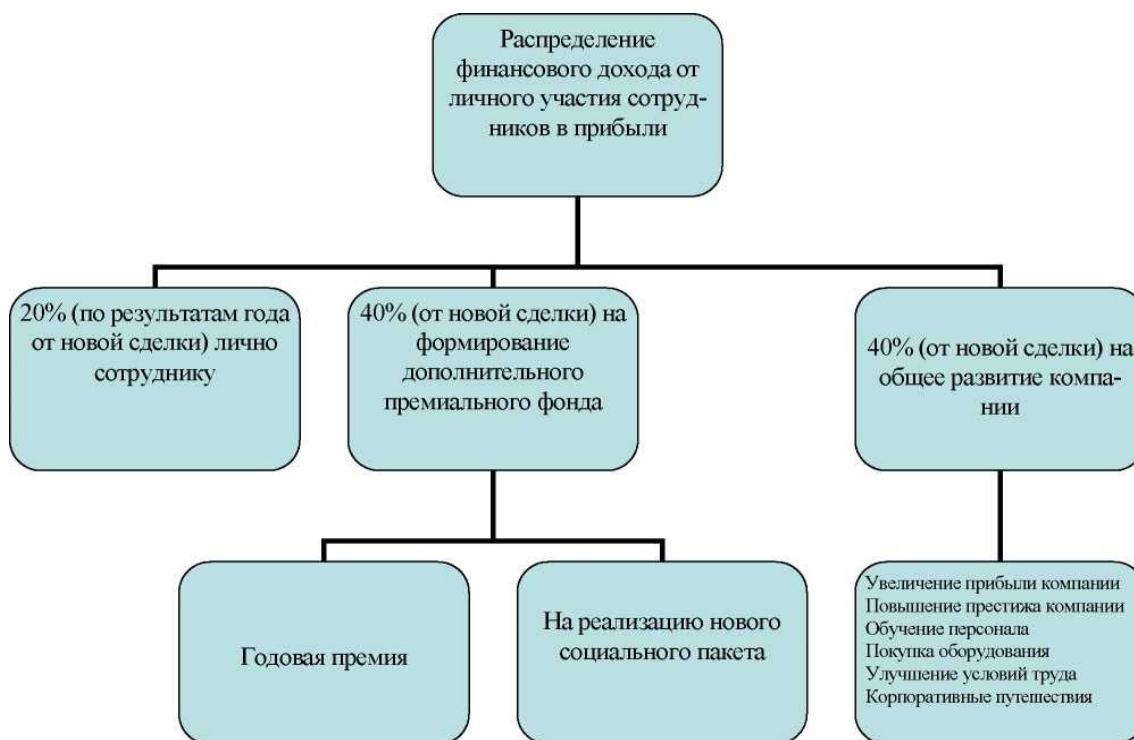 Распределение
финансового дохода от
личного участия сотруд-
ников в прибыли
20% (по результатам года
от новой сделки) лично
сотруднику
40% (от новой сделки) на
формирование
дополнительного
премиального фонда
40% (от новой сделки) на
общее развитие компа-
нии
Годовая премия
На реализацию нового
социального пакета
Увеличение прибыли компании
Повышение престижа компании
Обучение персонала
Покупка оборудования
Улучшение условий труда
Корпоративные путешествия